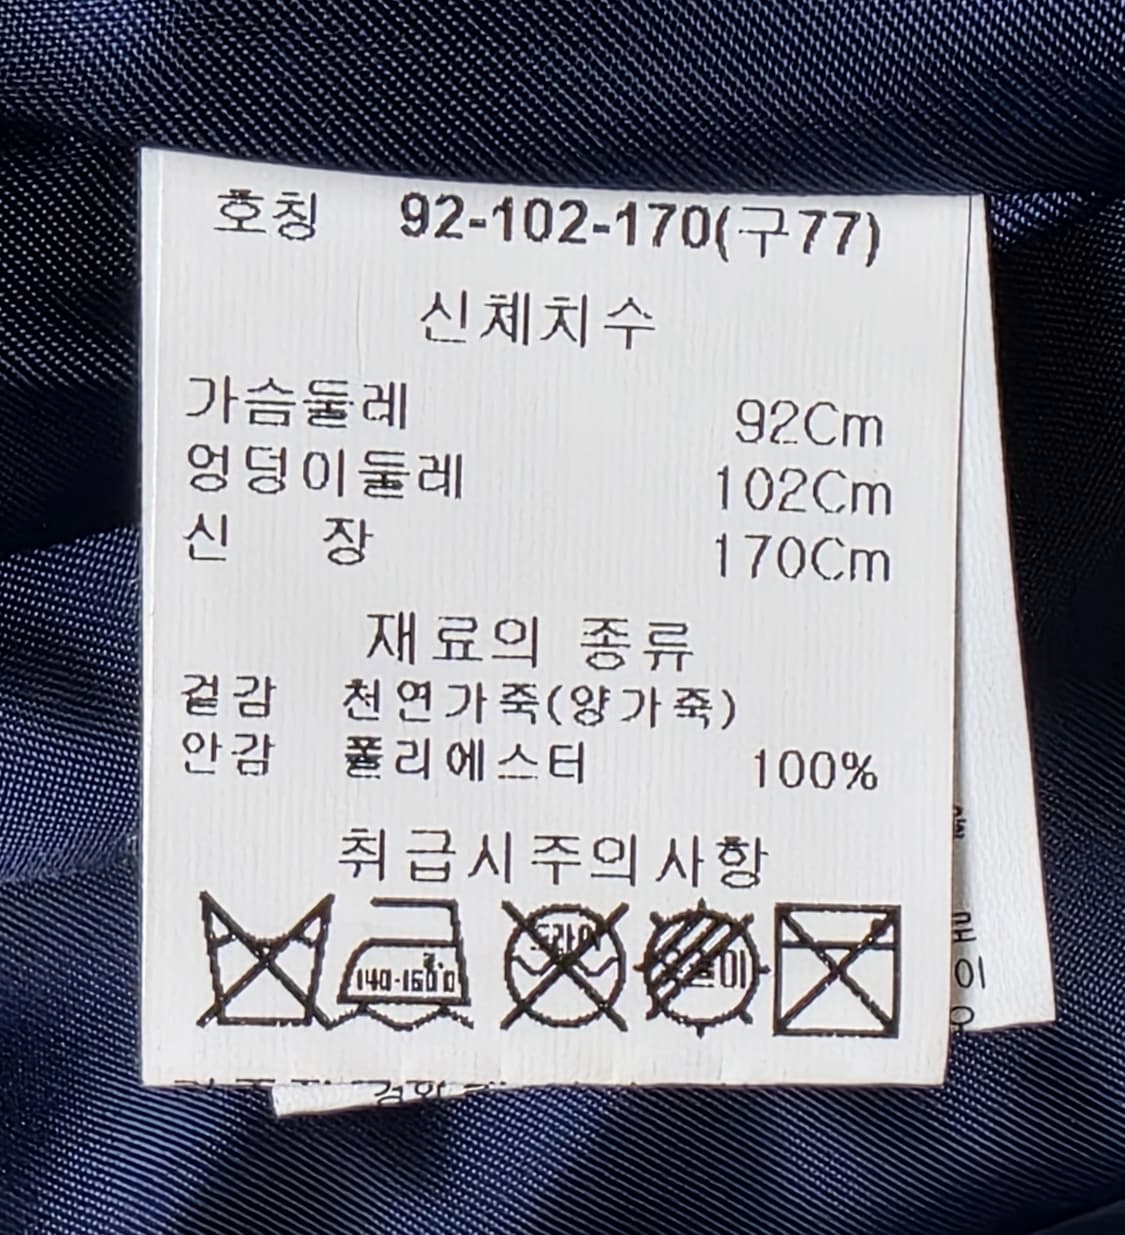 호칭 92-102-170(구77)
신체치수
가슴둘레 92Cm
엉덩이둘레 102Cm
신 장 170Cm
재료의 종류
겉감 천연가죽(양가죽)
안감 폴리에스터 100%
취급시주의사항
140-160℃ 드라이